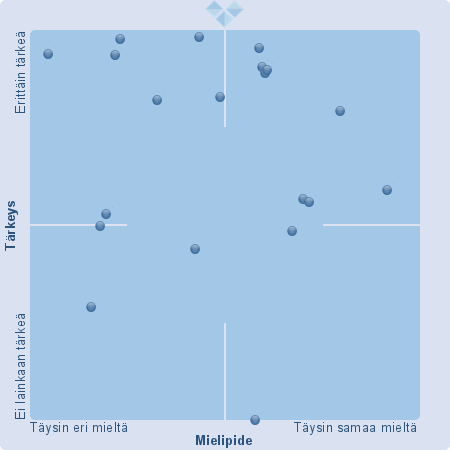 Erittäin tärkeä
Tärkeys
Ei lainkaan tärkeä
Täysin eri mieltä
Täysin samaa mieltä
Mielipide